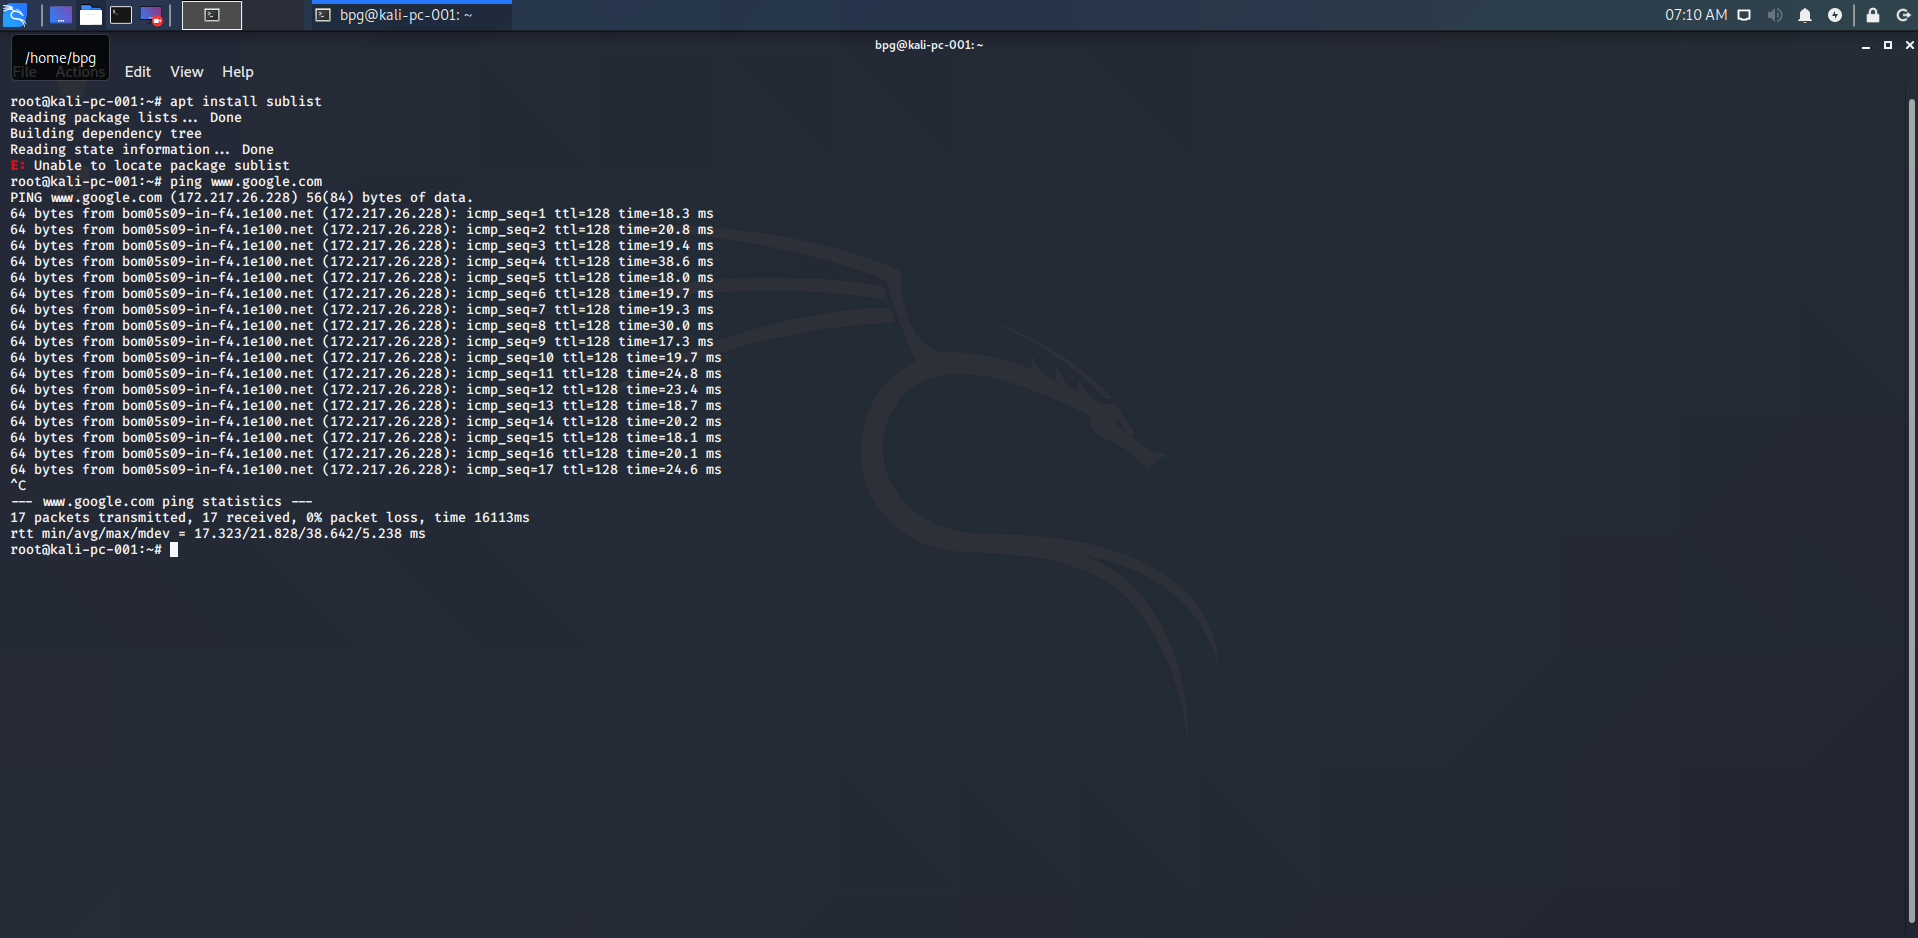 bpg@kali-pc-001: ~
07:10 AM
bpg@kali-pc-001: ~
/home/bpg
File Actions Edit View Help
root@kali-pc-001:~# apt install sublist
Reading package lists... Done
Building dependency tree
Reading state information... Done
E: Unable to locate package sublist
root@kali-pc-001:~# ping www.google.com
PING www.google.com (172.217.26.228) 56(84) bytes of data.
64 bytes from bom05s09-in-f4.1e100.net (172.217.26.228): icmp_seq=1 ttl=128 time=18.3 ms
64 bytes from bom05s09-in-f4.1e100.net (172.217.26.228): icmp_seq=2 ttl=128 time=20.8 ms
64 bytes from bom05s09-in-f4.1e100.net (172.217.26.228): icmp_seq=3 ttl=128 time=19.4 ms
64 bytes from bom05s09-in-f4.1e100.net (172.217.26.228): icmp_seq=4 ttl=128 time=38.6 ms
64 bytes from bom05s09-in-f4.1e100.net (172.217.26.228): icmp_seq=5 ttl=128 time=18.0 ms
64 bytes from bom05s09-in-f4.1e100.net (172.217.26.228): icmp_seq=6 ttl=128 time=19.7 ms
64 bytes from bom05s09-in-f4.1e100.net (172.217.26.228): icmp_seq=7 ttl=128 time=19.3 ms
64 bytes from bom05s09-in-f4.1e100.net (172.217.26.228): icmp_seq=8 ttl=128 time=30.0 ms
64 bytes from bom05s09-in-f4.1e100.net (172.217.26.228): icmp_seq=9 ttl=128 time=17.3 ms
64 bytes from bom05s09-in-f4.1e100.net (172.217.26.228): icmp_seq=10 ttl=128 time=19.7 ms
64 bytes from bom05s09-in-f4.1e100.net (172.217.26.228): icmp_seq=11 ttl=128 time=24.8 ms
64 bytes from bom05s09-in-f4.1e100.net (172.217.26.228): icmp_seq=12 ttl=128 time=23.4 ms
64 bytes from bom05s09-in-f4.1e100.net (172.217.26.228): icmp_seq=13 ttl=128 time=18.7 ms
64 bytes from bom05s09-in-f4.1e100.net (172.217.26.228): icmp_seq=14 ttl=128 time=20.2 ms
64 bytes from bom05s09-in-f4.1e100.net (172.217.26.228): icmp_seq=15 ttl=128 time=18.1 ms
64 bytes from bom05s09-in-f4.1e100.net (172.217.26.228): icmp_seq=16 ttl=128 time=20.1 ms
64 bytes from bom05s09-in-f4.1e100.net (172.217.26.228): icmp_seq=17 ttl=128 time=24.6 ms
^C
--- www.google.com ping statistics ---
17 packets transmitted, 17 received, 0% packet loss, time 16113ms
rtt min/avg/max/mdev = 17.323/21.828/38.642/5.238 ms
root@kali-pc-001:~#